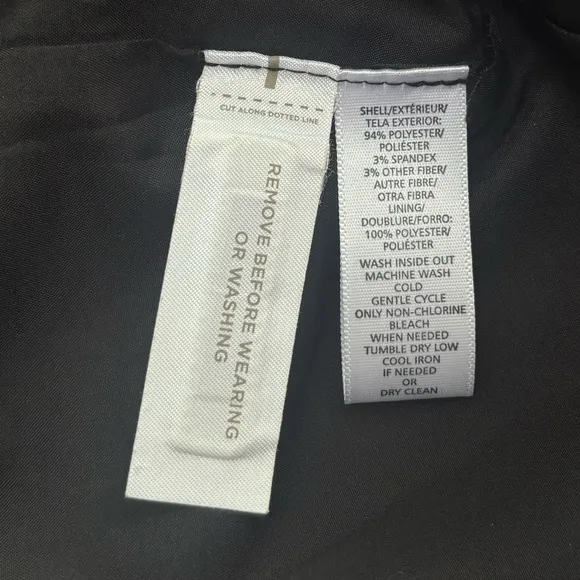 CUT ALONG DOTTED LINE
REMOVE BEFORE WEARING
OR WASHING
SHELL/EXTÉRIEUR/
TELA EXTERIOR:
94% POLYESTER/
POLIÉSTER
3% SPANDEX
3% OTHER FIBER/
AUTRE FIBRE/
OTRA FIBRA
LINING/
DOUBLURE/FORRO:
100% POLYESTER/
POLIÉSTER
WASH INSIDE OUT
MACHINE WASH
COLD
GENTLE CYCLE
ONLY NON-CHLORINE
BLEACH
WHEN NEEDED
TUMBLE DRY LOW
COOL IRON
IF NEEDED
OR
DRY CLEAN